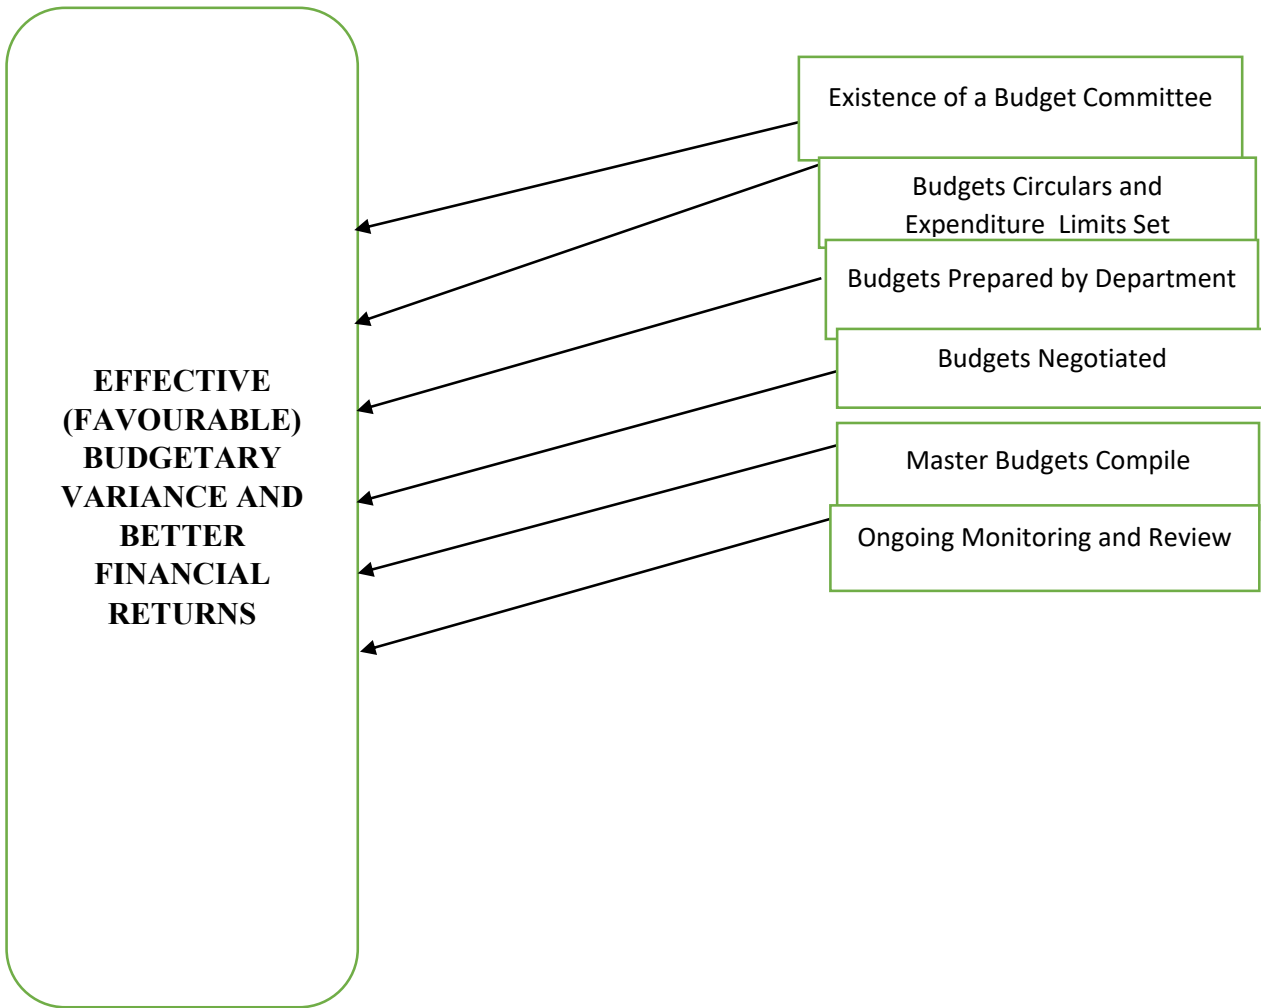 EFFECTIVE
(FAVOURABLE)
BUDGETARY
VARIANCE AND
BETTER
FINANCIAL
RETURNS
Existence of a Budget Committee
Budgets Circulars and
Expenditure  Limits Set
Budgets Prepared by Department
Budgets Negotiated
Master Budgets Compile
Ongoing Monitoring and Review